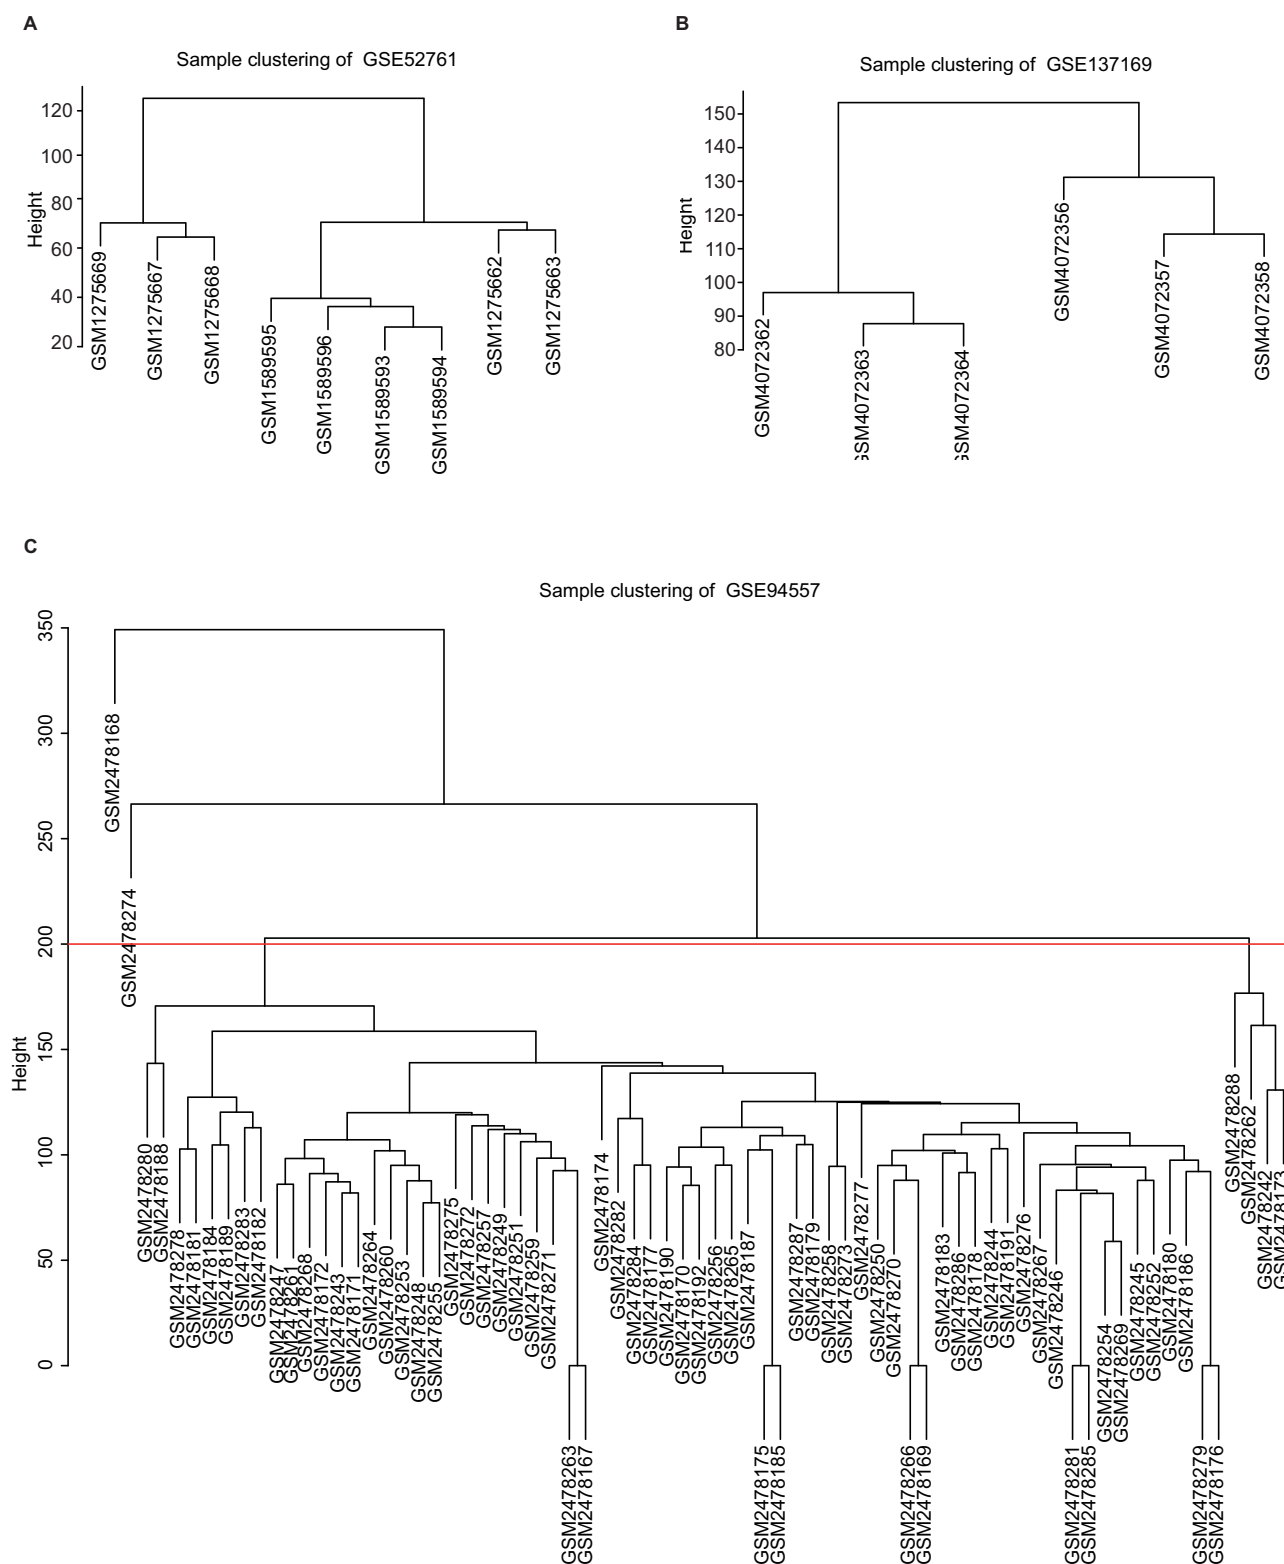 A
Sample clustering of GSE52761
Height
120
100
80
60
40
20
GSM1275669
GSM1275667
GSM1275668
GSM1589595
GSM1589596
GSM1589593
GSM1589594
GSM1275662
GSM1275663
B
Sample clustering of GSE137169
Height
150
140
130
120
110
100
90
80
GSM4072362
GSM4072363
GSM4072364
GSM4072356
GSM4072357
GSM4072358
C
Sample clustering of GSE94557
Height
350
300
250
200
150
100
50
0
GSM2478168
GSM2478274
GSM2478280
GSM2478188
GSM2478278
GSM2478181
GSM2478184
GSM2478189
GSM2478283
GSM2478182
GSM2478247
GSM2478261
GSM2478268
GSM2478172
GSM2478243
GSM2478171
GSM2478264
GSM2478260
GSM2478253
GSM2478248
GSM2478255
GSM2478275
GSM2478272
GSM2478257
GSM2478249
GSM2478251
GSM2478259
GSM2478271
GSM2478263
GSM2478167
GSM2478174
GSM2478282
GSM2478284
GSM2478177
GSM2478190
GSM2478170
GSM2478192
GSM2478256
GSM2478265
GSM2478187
GSM2478175
GSM2478185
GSM2478287
GSM2478179
GSM2478258
GSM2478273
GSM2478277
GSM2478250
GSM2478270
GSM2478266
GSM2478169
GSM2478183
GSM2478286
GSM2478178
GSM2478244
GSM2478191
GSM2478276
GSM2478267
GSM2478246
GSM2478281
GSM2478285
GSM2478254
GSM2478269
GSM2478245
GSM2478252
GSM2478180
GSM2478186
GSM2478279
GSM2478176
GSM2478288
GSM2478262
GSM2478242
GSM2478173